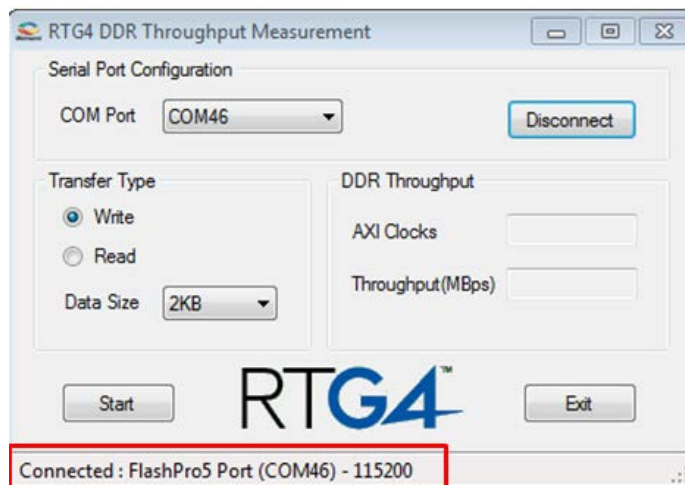 RTG4 DDR Throughput Measurement
Serial Port Configuration
COM Port COM46 Disconnect
Transfer Type
Write
Read
Data Size 2KB
DDR Throughput
AXI Clocks
Throughput(MBps)
Start RTG4™ Exit
Connected : FlashPro5 Port (COM46) - 115200